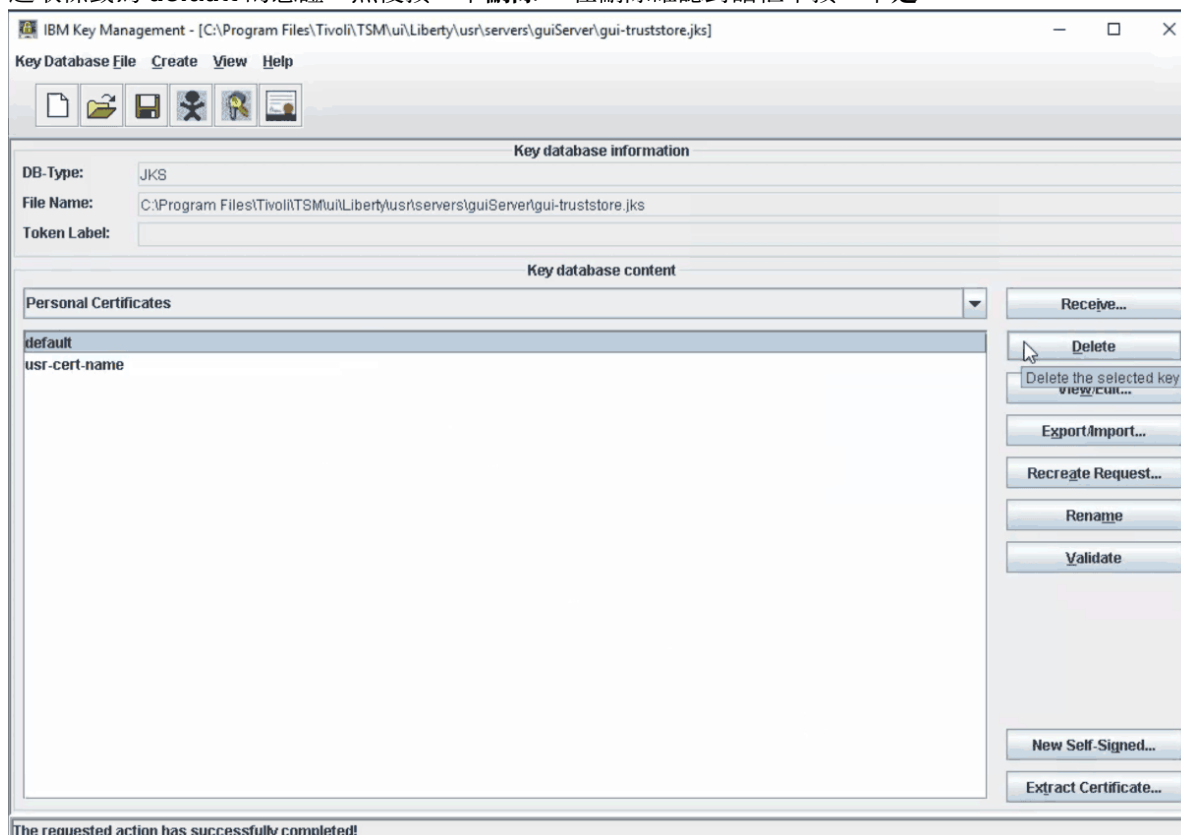 IBM Key Management - [C:\Program Files\Tivoli\TSM\ui\Liberty\usr\servers\guiServer\gui-truststore.jks]
Key Database File Create View Help
Key database information
DB-Type: JKS
File Name: C:\Program Files\Tivoli\TSM\ui\Liberty\usr\servers\guiServer\gui-truststore.jks
Token Label:
Key database content
Personal Certificates
Receive...
default
Delete
usr-cert-name
Delete the selected key
View/Edit...
Export/Import...
Recreate Request...
Rename
Validate
New Self-Signed...
Extract Certificate...
The requested action has successfully completed!